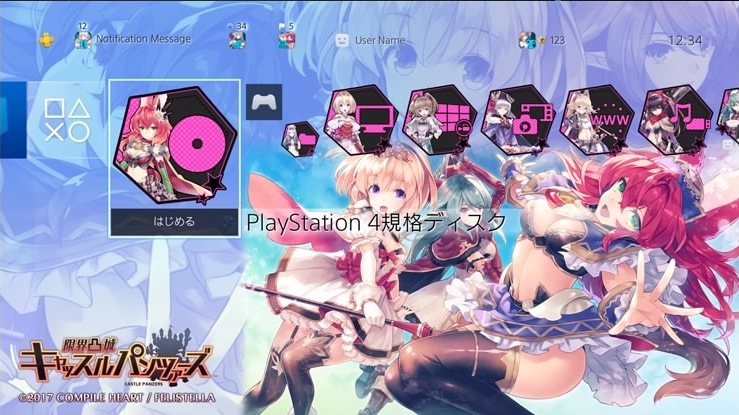 12
Notification Message
34
5
User Name
123
12:34
WWW
はじめる
PlayStation 4規格ディスク
限界凸城
キャッスルパンツァーズ
CASTLE PANZERS
©2017 COMPILE HEART / FELISTELLA